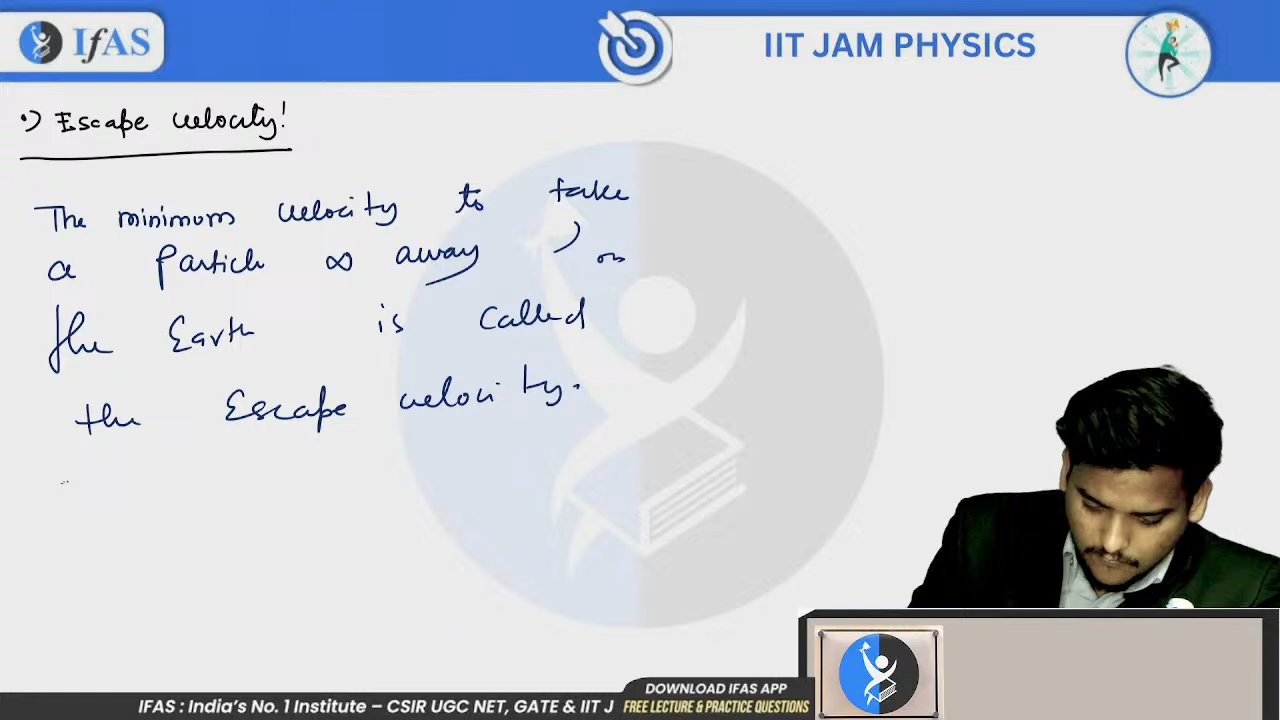 IFAS
IIT JAM PHYSICS
•) Escape velocity!
The minimum velocity to take
a particle ∞ away
on
the Earth is called
the Escape velocity.
DOWNLOAD IFAS APP
IFAS : India's No. 1 Institute – CSIR UGC NET, GATE & IIT J
FREE LECTURE & PRACTICE QUESTIONS